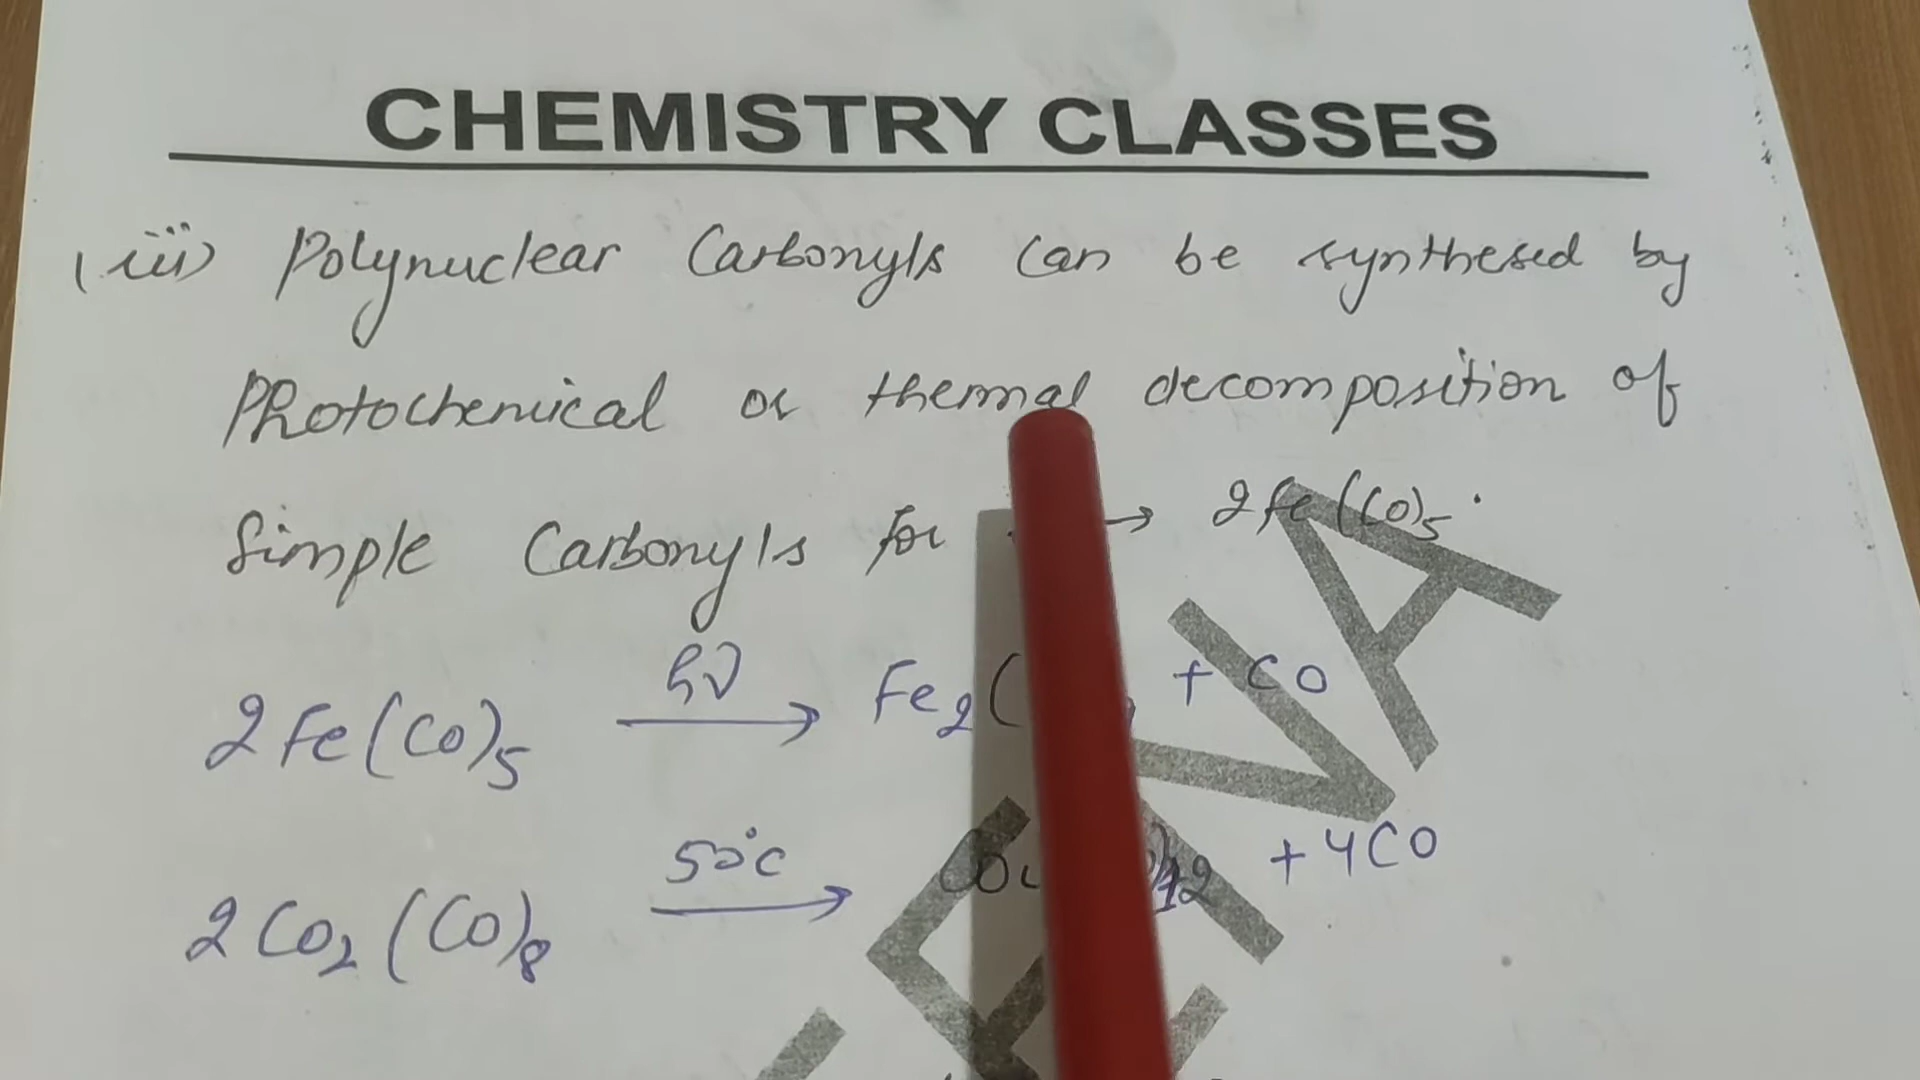 CHEMISTRY CLASSES
(iii) Polynuclear Carbonyls can be synthesed by
Photochemical or thermal decomposition of
Simple Carbonyls for → 2Fe(CO)5
2Fe(CO)5 hν → Fe2( + CO
2Co2(CO)8 50°C → )12 + 4CO